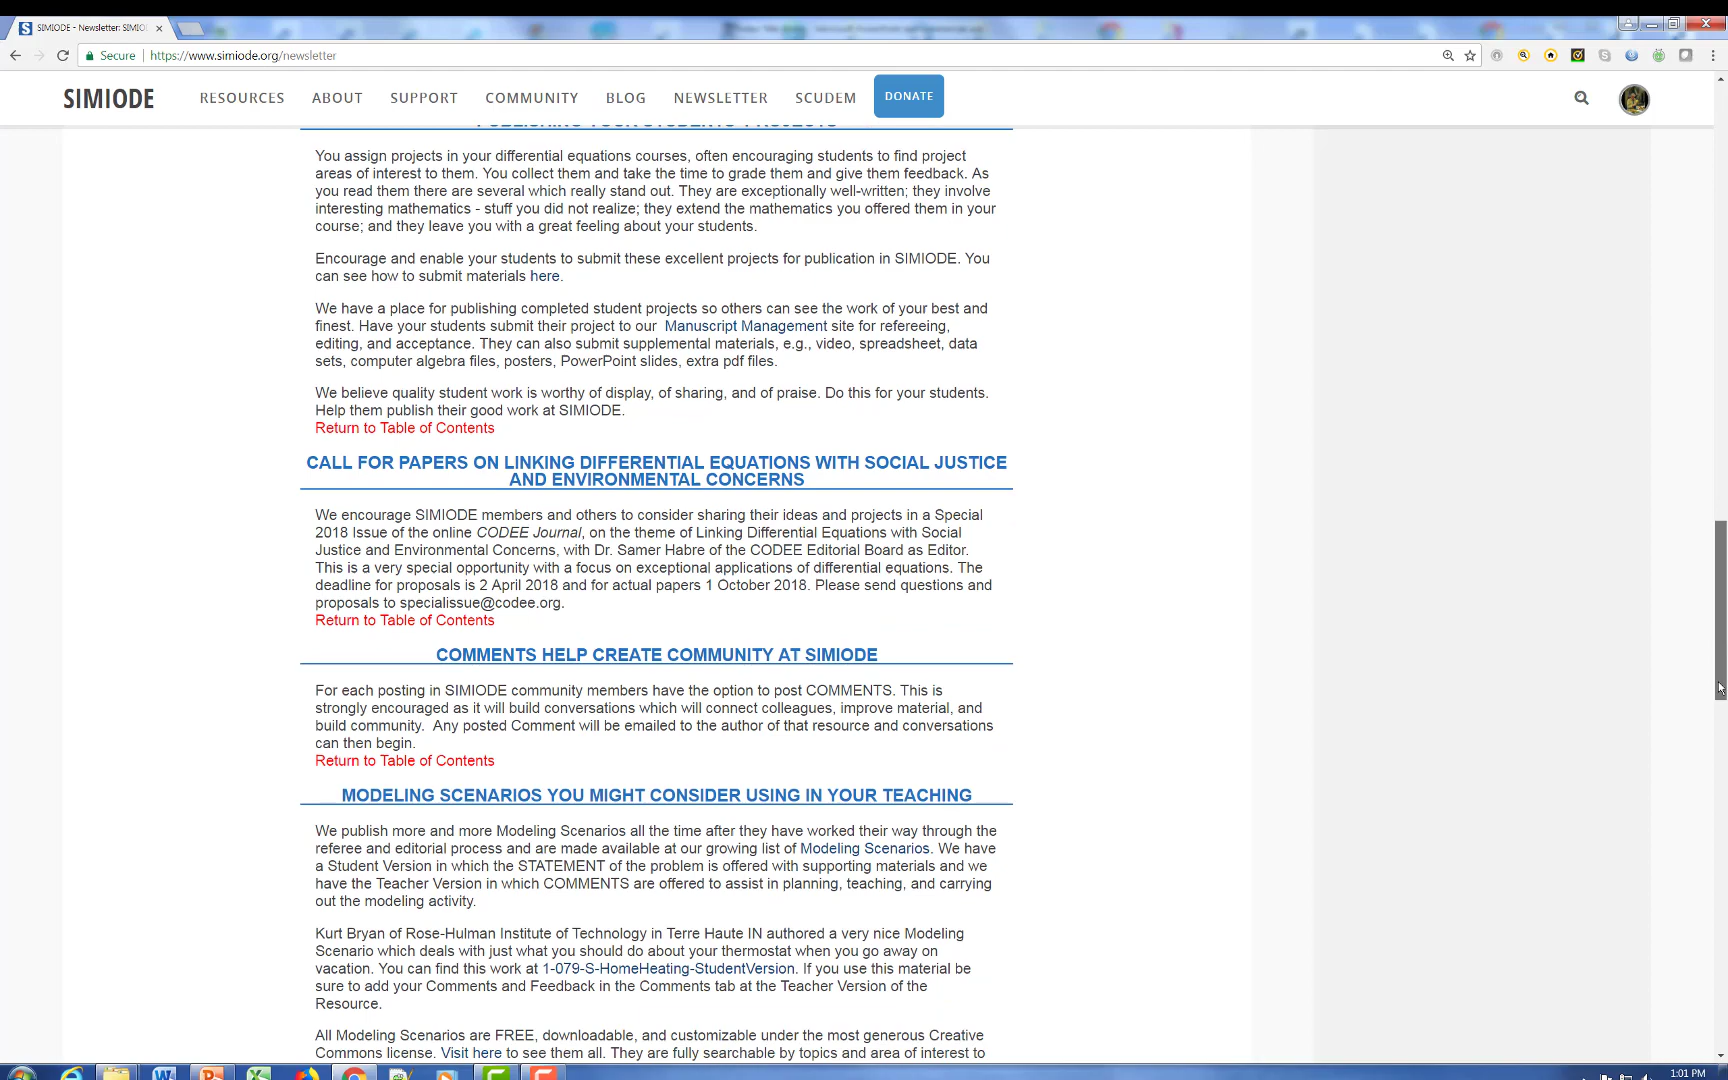 SIMIODE - Newsletter: SIMIO
Secure
https://www.simiode.org/newsletter
SIMIODE
RESOURCES
ABOUT
SUPPORT
COMMUNITY
BLOG
NEWSLETTER
SCUDEM
DONATE
PUBLISHING YOUR STUDENTS' PROJECTS
You assign projects in your differential equations courses, often encouraging students to find project
areas of interest to them. You collect them and take the time to grade them and give them feedback. As
you read them there are several which really stand out. They are exceptionally well-written; they involve
interesting mathematics - stuff you did not realize; they extend the mathematics you offered them in your
course; and they leave you with a great feeling about your students.
Encourage and enable your students to submit these excellent projects for publication in SIMIODE. You
can see how to submit materials here.
We have a place for publishing completed student projects so others can see the work of your best and
finest. Have your students submit their project to our Manuscript Management site for refereeing,
editing, and acceptance. They can also submit supplemental materials, e.g., video, spreadsheet, data
sets, computer algebra files, posters, PowerPoint slides, extra pdf files.
We believe quality student work is worthy of display, of sharing, and of praise. Do this for your students.
Help them publish their good work at SIMIODE.
Return to Table of Contents
CALL FOR PAPERS ON LINKING DIFFERENTIAL EQUATIONS WITH SOCIAL JUSTICE
AND ENVIRONMENTAL CONCERNS
We encourage SIMIODE members and others to consider sharing their ideas and projects in a Special
2018 Issue of the online CODEE Journal, on the theme of Linking Differential Equations with Social
Justice and Environmental Concerns, with Dr. Samer Habre of the CODEE Editorial Board as Editor.
This is a very special opportunity with a focus on exceptional applications of differential equations. The
deadline for proposals is 2 April 2018 and for actual papers 1 October 2018. Please send questions and
proposals to specialissue@codee.org.
Return to Table of Contents
COMMENTS HELP CREATE COMMUNITY AT SIMIODE
For each posting in SIMIODE community members have the option to post COMMENTS. This is
strongly encouraged as it will build conversations which will connect colleagues, improve material, and
build community. Any posted Comment will be emailed to the author of that resource and conversations
can then begin.
Return to Table of Contents
MODELING SCENARIOS YOU MIGHT CONSIDER USING IN YOUR TEACHING
We publish more and more Modeling Scenarios all the time after they have worked their way through the
referee and editorial process and are made available at our growing list of Modeling Scenarios. We have
a Student Version in which the STATEMENT of the problem is offered with supporting materials and we
have the Teacher Version in which COMMENTS are offered to assist in planning, teaching, and carrying
out the modeling activity.
Kurt Bryan of Rose-Hulman Institute of Technology in Terre Haute IN authored a very nice Modeling
Scenario which deals with just what you should do about your thermostat when you go away on
vacation. You can find this work at 1-079-S-HomeHeating-StudentVersion. If you use this material be
sure to add your Comments and Feedback in the Comments tab at the Teacher Version of the
Resource.
All Modeling Scenarios are FREE, downloadable, and customizable under the most generous Creative
Commons license. Visit here to see them all. They are fully searchable by topics and area of interest to
1:01 PM